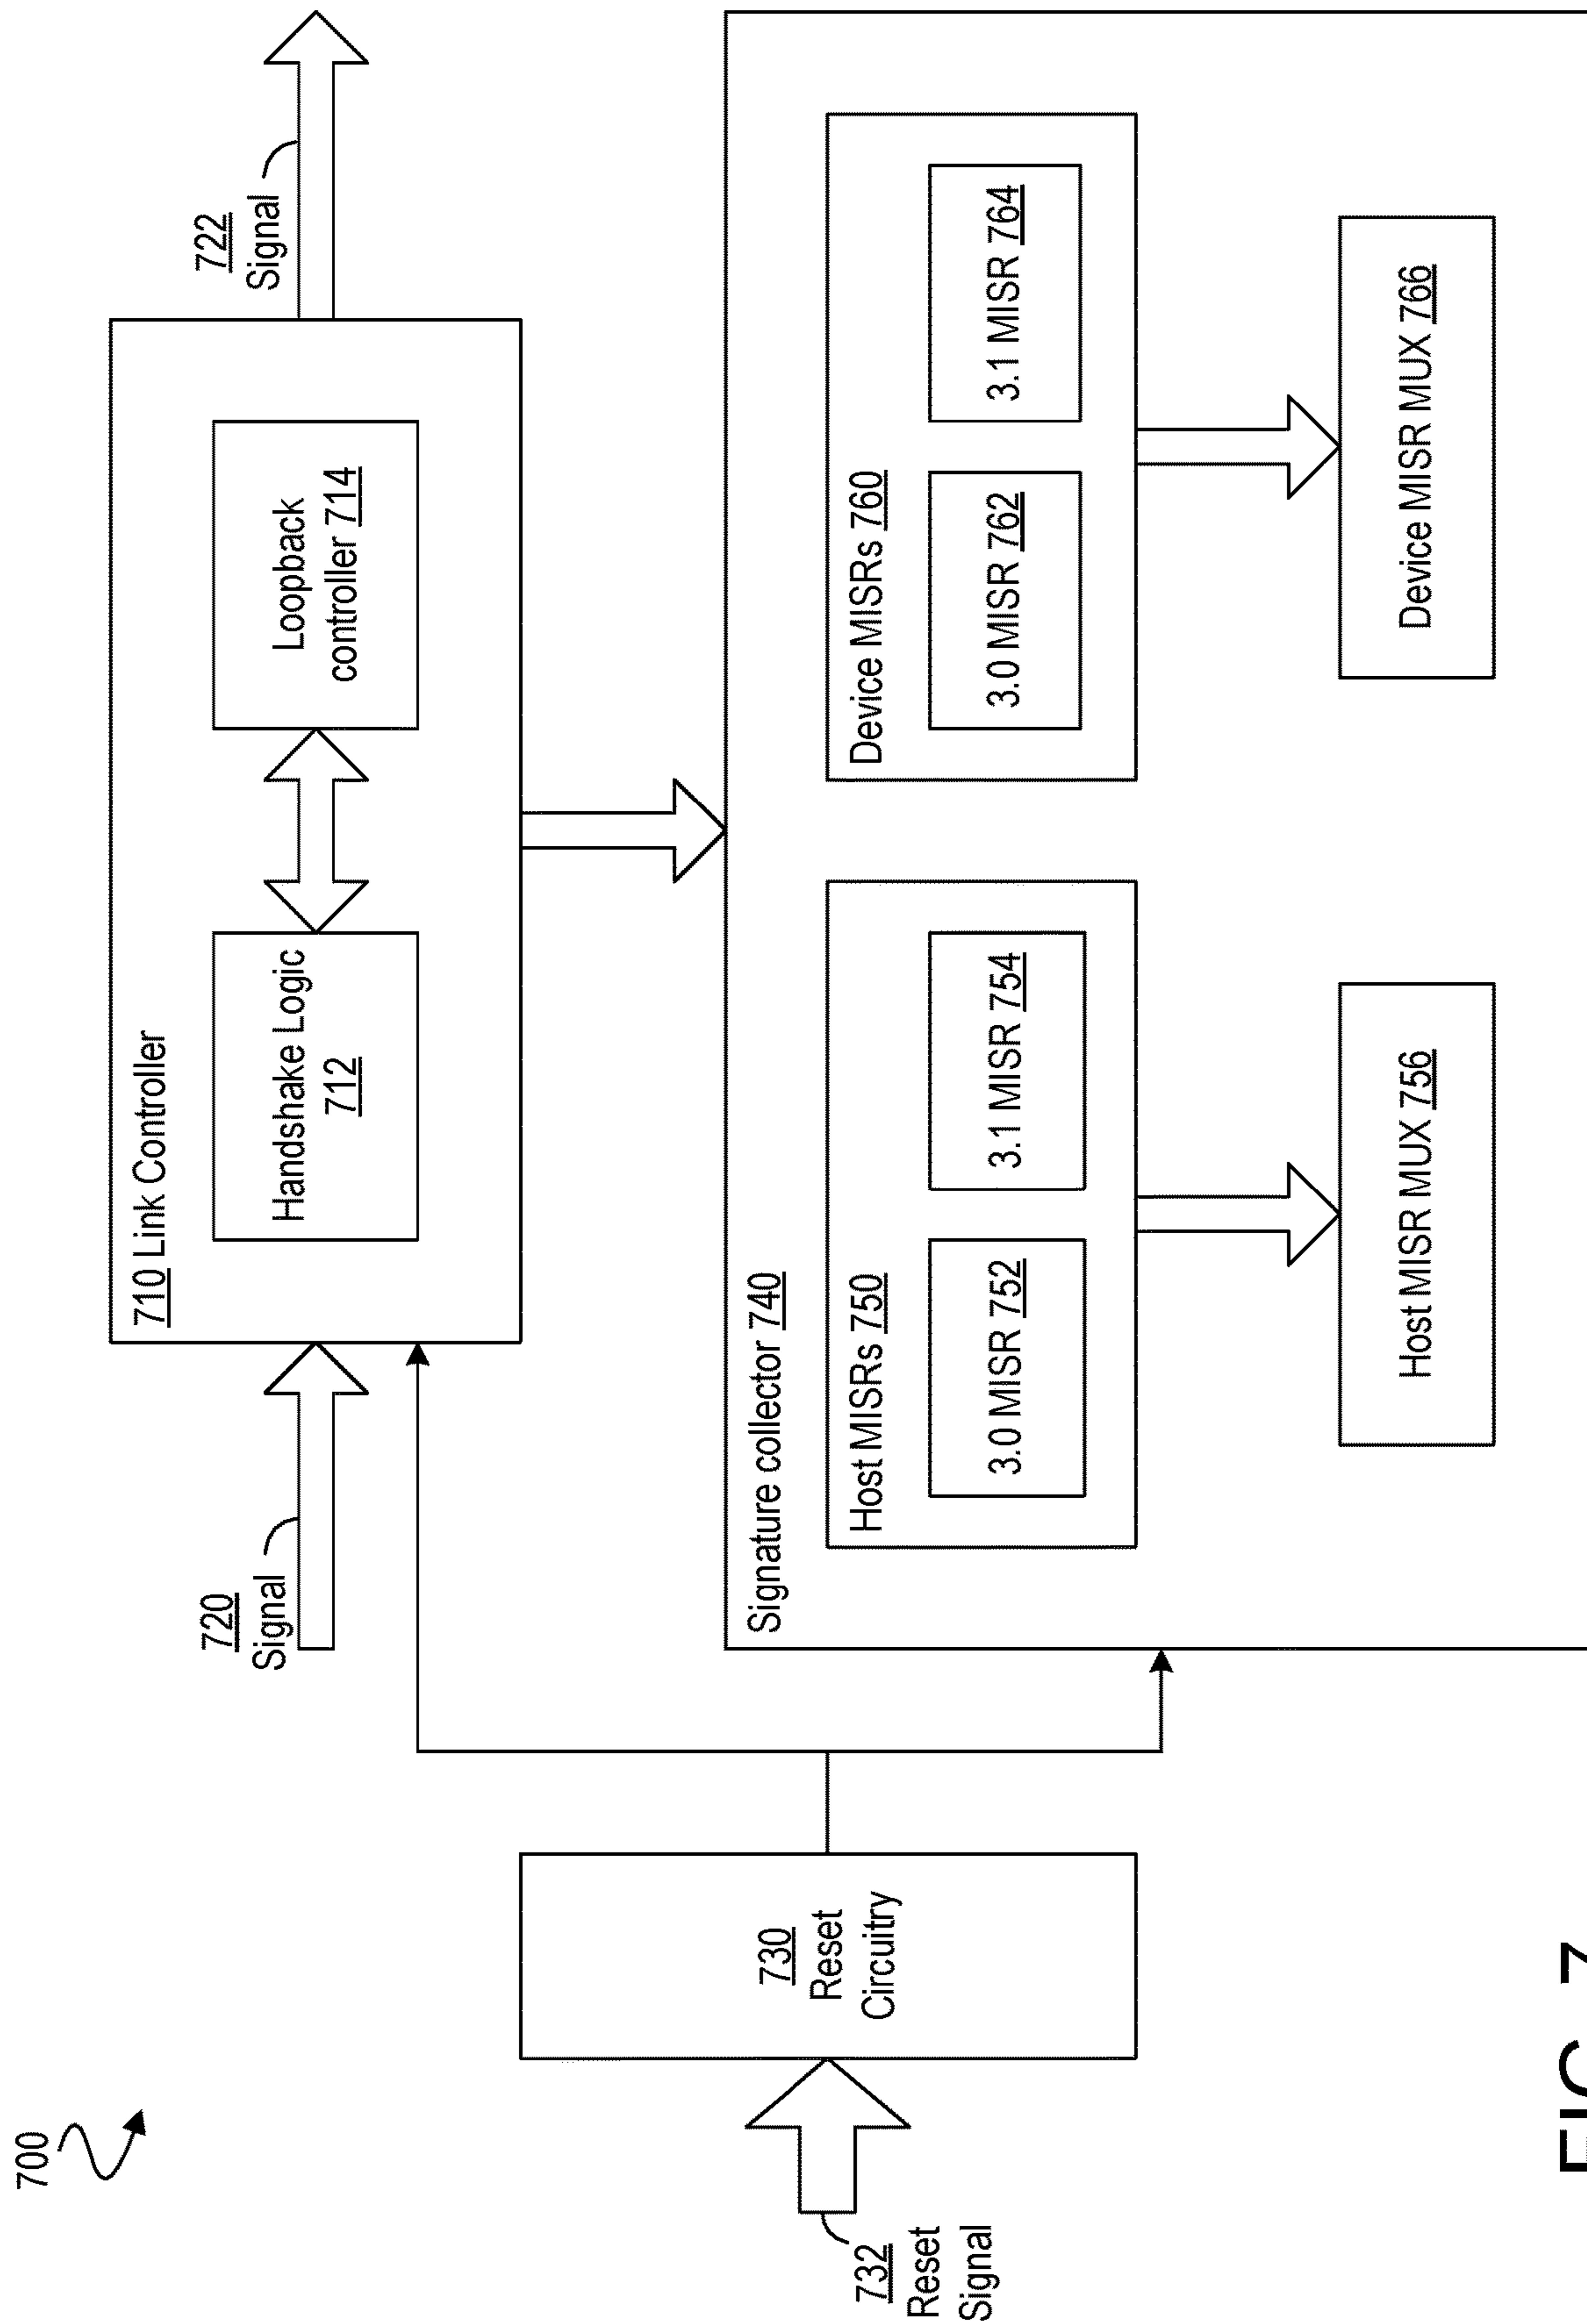 700
720
Signal
722
Signal
710 Link Controller
Handshake Logic
712
Loopback
controller 714
732
Reset
Signal
730
Reset
Circuitry
Signature collector 740
Host MISRs 750
3.0 MISR 752
3.1 MISR 754
Host MISR MUX 756
Device MISRs 760
3.0 MISR 762
3.1 MISR 764
Device MISR MUX 766
FIG. 7